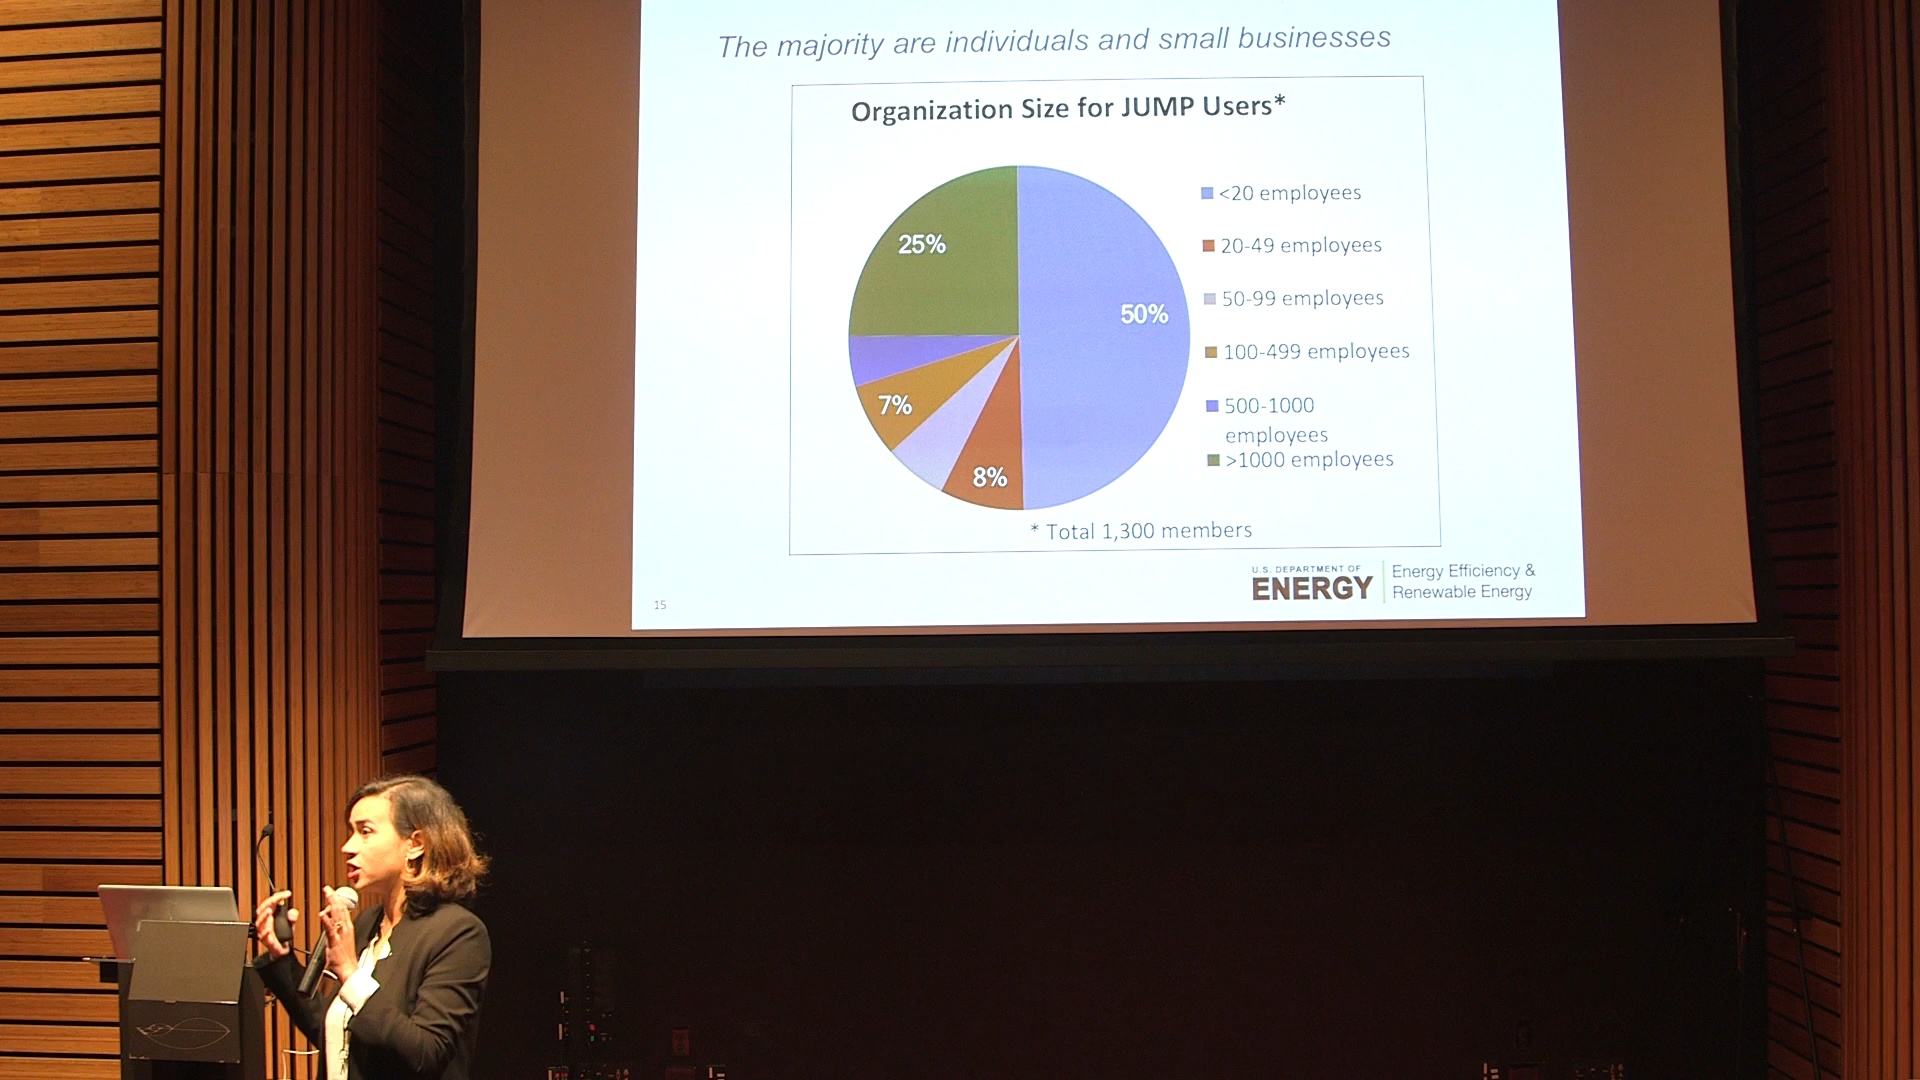 The majority are individuals and small businesses
Organization Size for JUMP Users*
25%
50%
7%
8%
<20 employees
20-49 employees
50-99 employees
100-499 employees
500-1000
employees
>1000 employees
* Total 1,300 members
U.S. DEPARTMENT OF
ENERGY
Energy Efficiency &
Renewable Energy
15